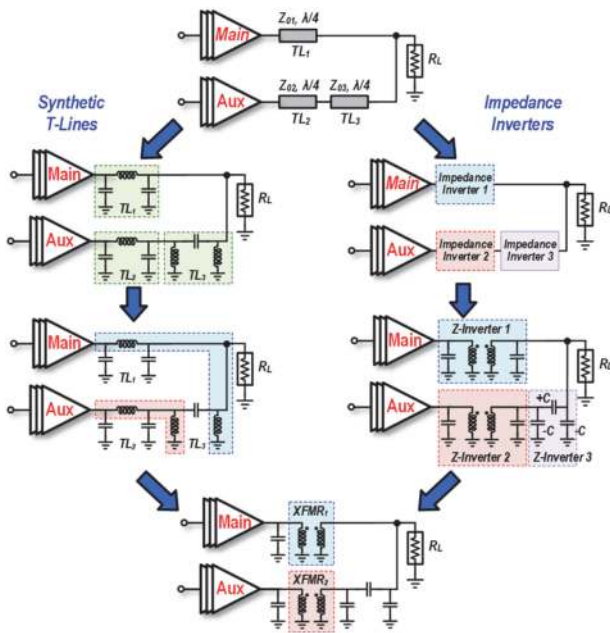 Z01, λ/4
Main
TL1
RL
Z02, λ/4 Z03, λ/4
Aux
TL2 TL3
Synthetic
T-Lines
Impedance
Inverters
Main
TL1
RL
Aux
TL2
TL3
Main
Impedance
Inverter 1
RL
Aux
Impedance
Inverter 2
Impedance
Inverter 3
Main
TL1
RL
Aux
TL2
TL3
Z-Inverter 1
Main
RL
Aux
+C
-C
-C
Z-Inverter 2
Z-Inverter 3
XFMR1
Main
RL
XFMR2
Aux